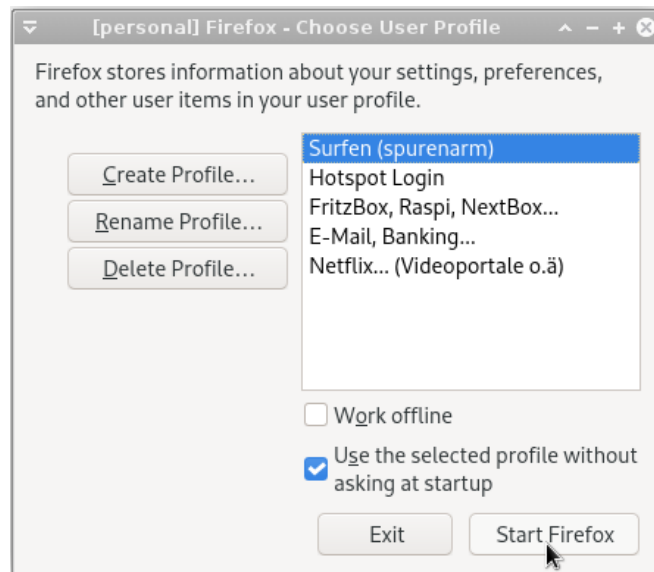 [personal] Firefox - Choose User Profile
Firefox stores information about your settings, preferences,
and other user items in your user profile.
Create Profile...
Rename Profile...
Delete Profile...
Surfen (spurenarm)
Hotspot Login
FritzBox, Raspi, NextBox...
E-Mail, Banking...
Netflix... (Videoportale o.ä)
Work offline
Use the selected profile without
asking at startup
Exit
Start Firefox